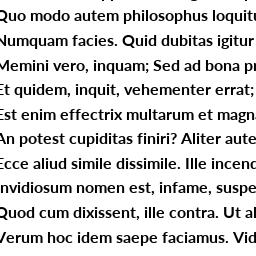 Quo modo autem philosophus loquitu
Numquam facies. Quid dubitas igitur
Memini vero, inquam; Sed ad bona pr
Et quidem, inquit, vehementer errat;
Est enim effectrix multarum et magna
An potest cupiditas finiri? Aliter aute
Ecce aliud simile dissimile. Ille incend
Invidiosum nomen est, infame, suspe
Quod cum dixissent, ille contra. Ut al
Verum hoc idem saepe faciamus. Vid